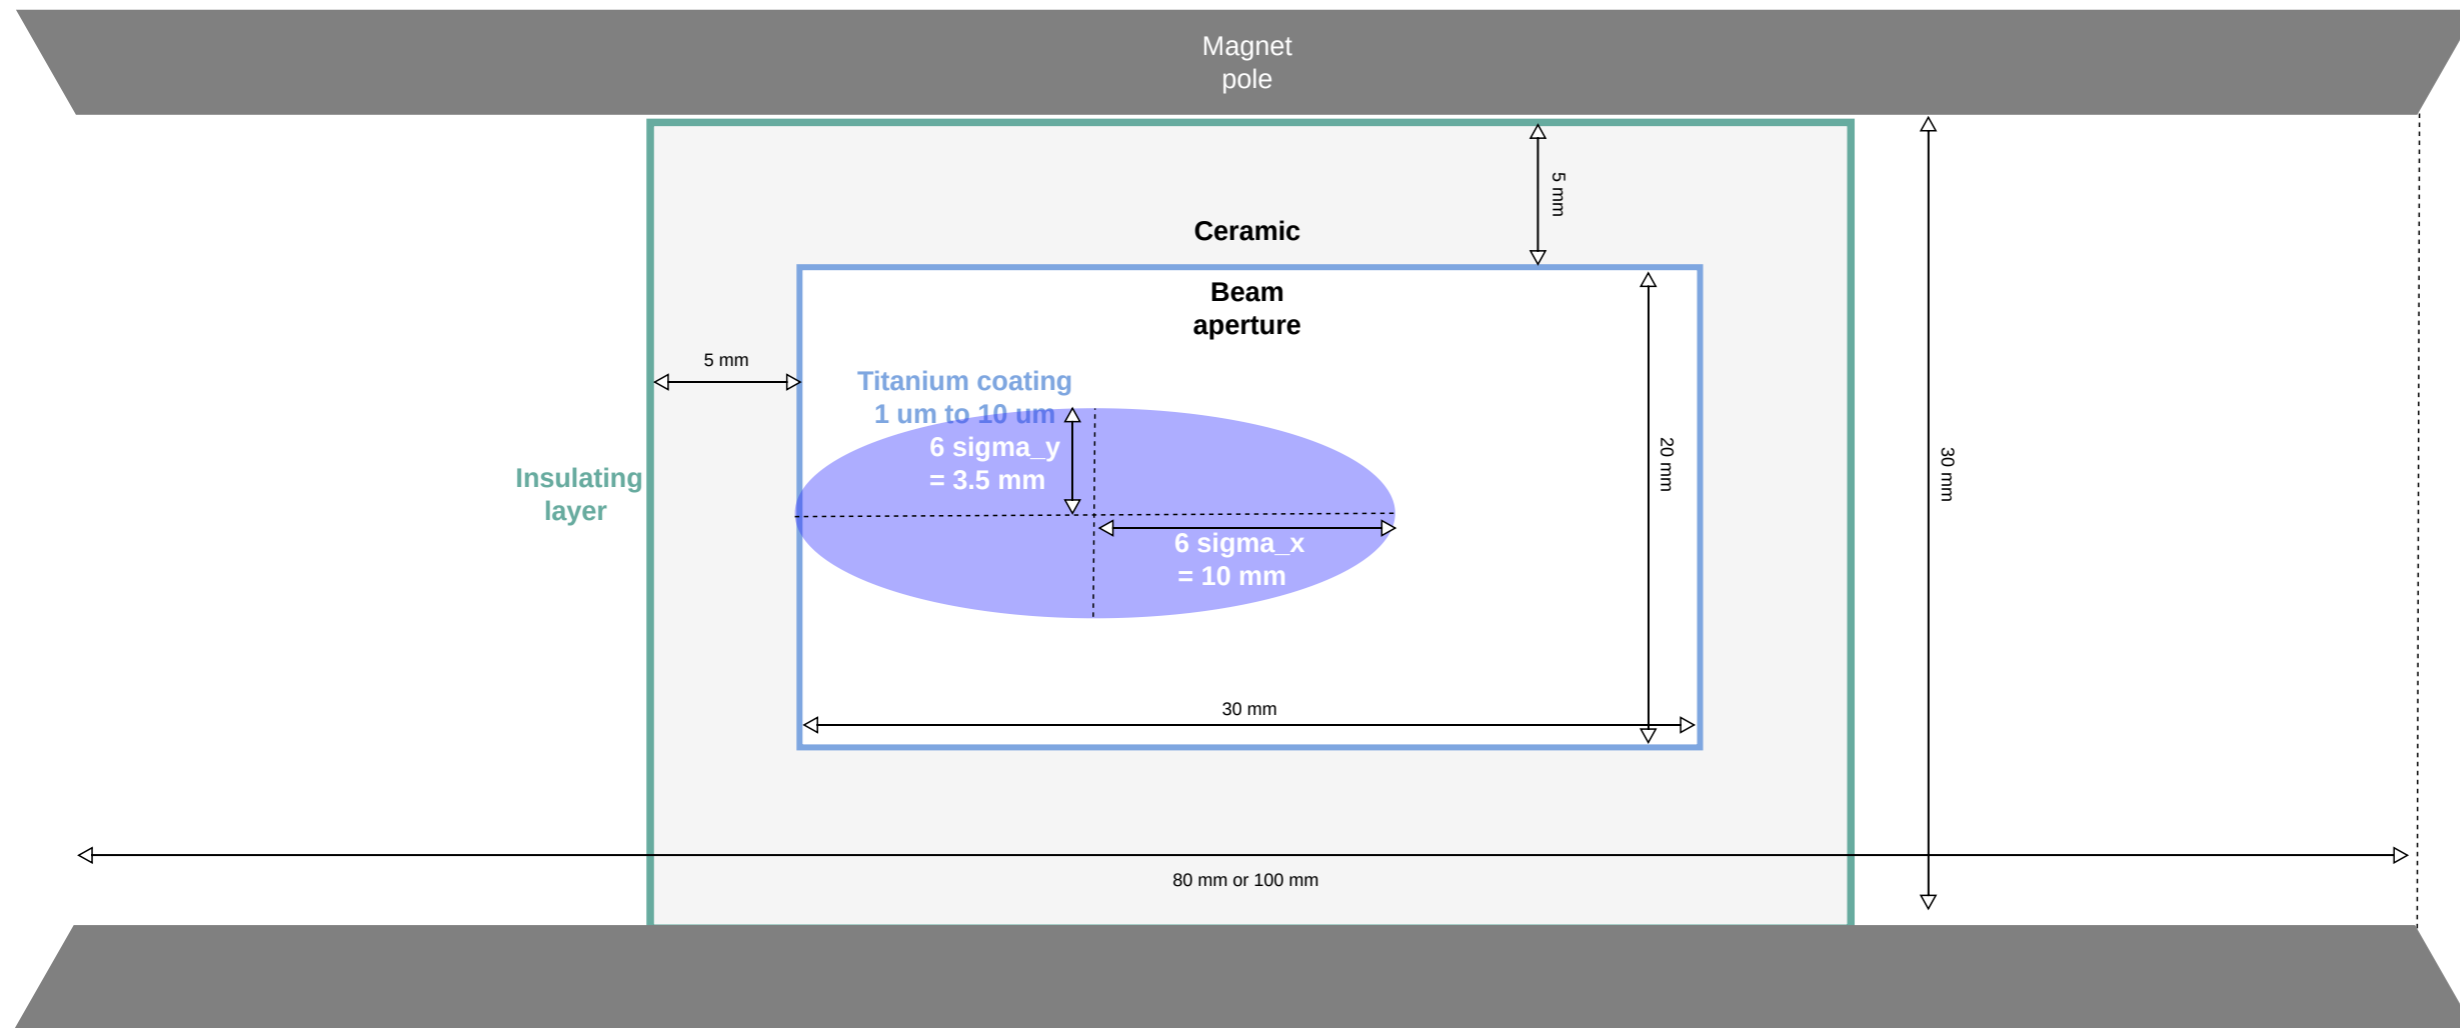 Magnet
pole
5 mm
Ceramic
Beam
aperture
5 mm
Titanium coating
1 um to 10 um
6 sigma_y
= 3.5 mm
20 mm
30 mm
Insulating
layer
6 sigma_x
= 10 mm
30 mm
80 mm or 100 mm